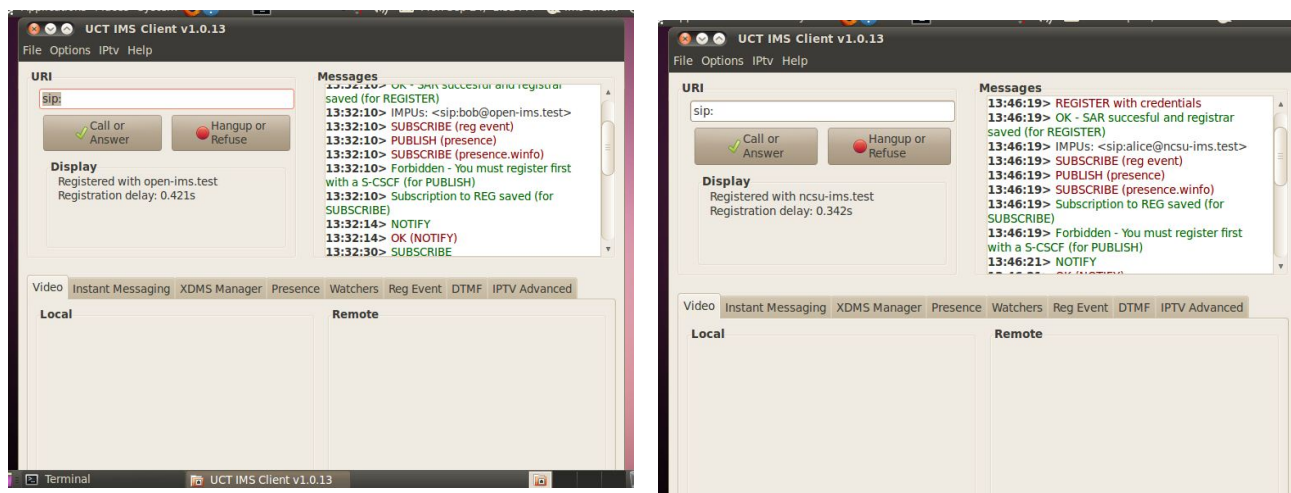 UCT IMS Client v1.0.13
File Options IPtv Help
URI
sip:
Call or
Answer
Hangup or
Refuse
Display
Registered with open-ims.test
Registration delay: 0.421s
Messages
13:32:10> OK - SAR succesful and registrar
saved (for REGISTER)
13:32:10> IMPUs: <sip:bob@open-ims.test>
13:32:10> SUBSCRIBE (reg event)
13:32:10> PUBLISH (presence)
13:32:10> SUBSCRIBE (presence.winfo)
13:32:10> Forbidden - You must register first
with a S-CSCF (for PUBLISH)
13:32:10> Subscription to REG saved (for
SUBSCRIBE)
13:32:14> NOTIFY
13:32:14> OK (NOTIFY)
13:32:30> SUBSCRIBE
Video Instant Messaging XDMS Manager Presence Watchers Reg Event DTMF IPTV Advanced
Local
Remote
Terminal
UCT IMS Client v1.0.13
UCT IMS Client v1.0.13
File Options IPtv Help
URI
sip:
Call or
Answer
Hangup or
Refuse
Display
Registered with ncsu-ims.test
Registration delay: 0.342s
Messages
13:46:19> REGISTER with credentials
13:46:19> OK - SAR succesful and registrar
saved (for REGISTER)
13:46:19> IMPUs: <sip:alice@ncsu-ims.test>
13:46:19> SUBSCRIBE (reg event)
13:46:19> PUBLISH (presence)
13:46:19> SUBSCRIBE (presence.winfo)
13:46:19> Subscription to REG saved (for
SUBSCRIBE)
13:46:19> Forbidden - You must register first
with a S-CSCF (for PUBLISH)
13:46:21> NOTIFY
Video Instant Messaging XDMS Manager Presence Watchers Reg Event DTMF IPTV Advanced
Local
Remote